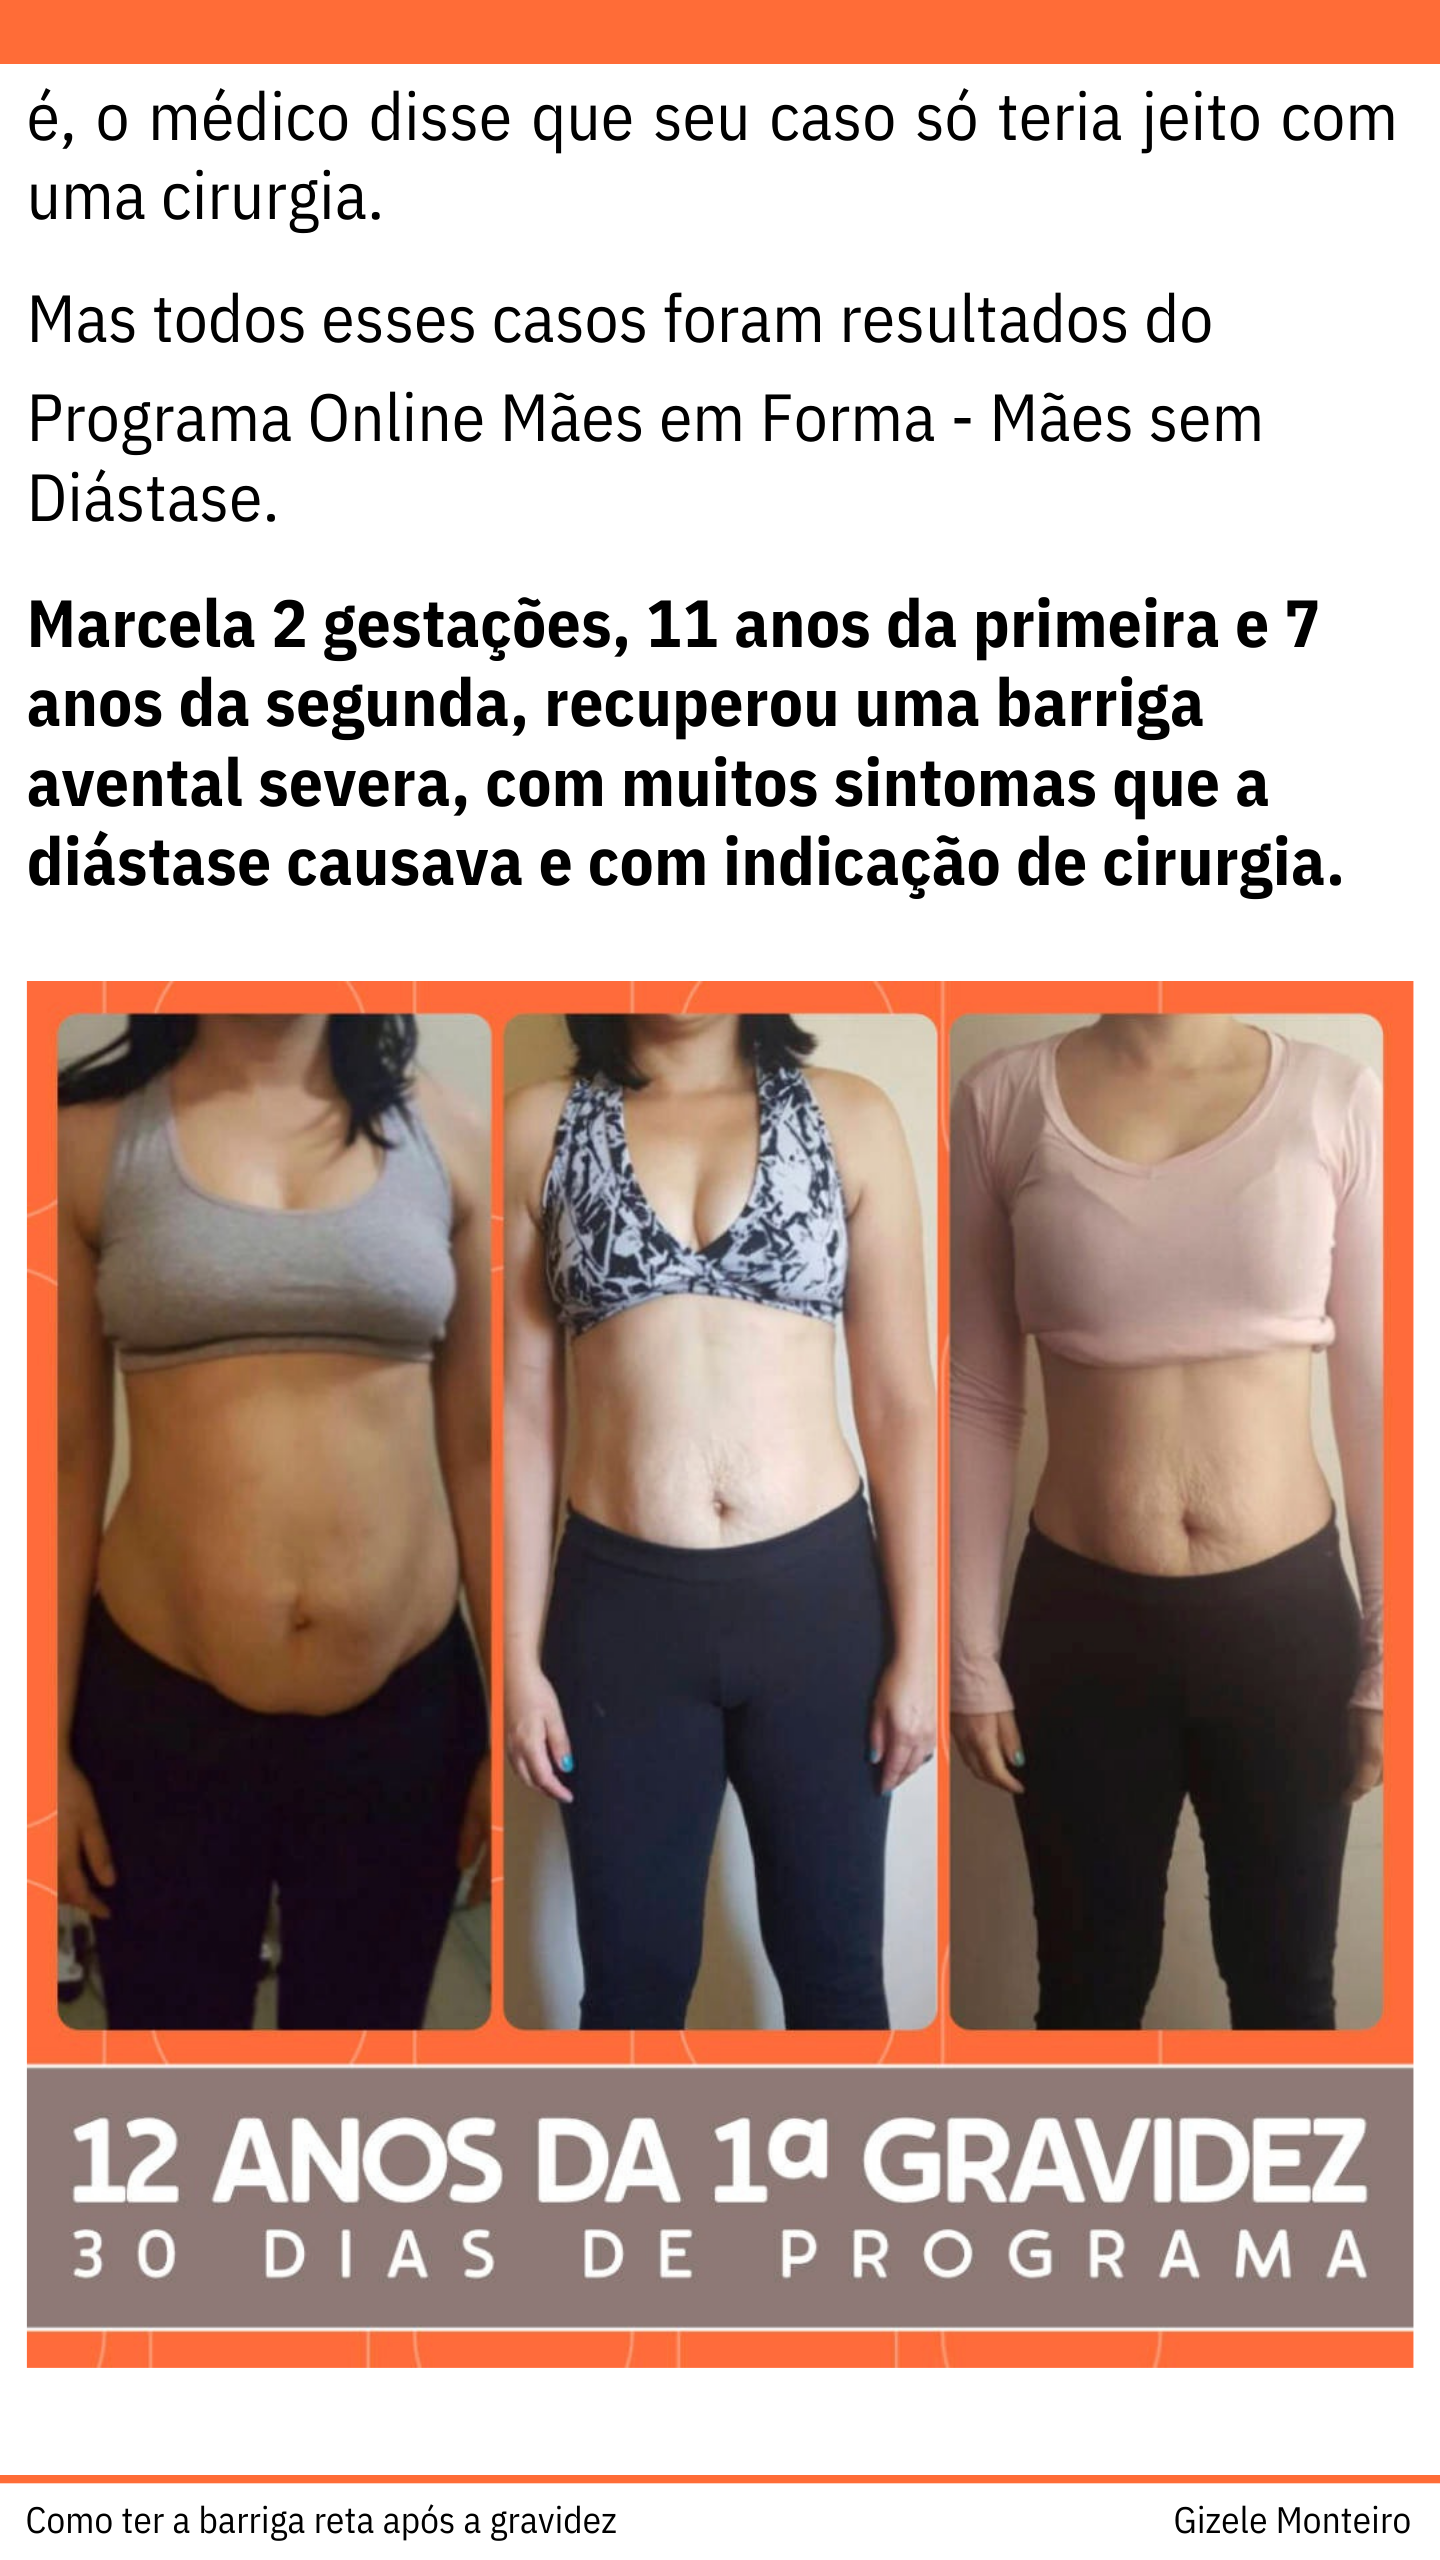 é, o médico disse que seu caso só teria jeito com
uma cirurgia.
Mas todos esses casos foram resultados do
Programa Online Mães em Forma - Mães sem
Diástase.
Marcela 2 gestações, 11 anos da primeira e 7
anos da segunda, recuperou uma barriga
avental severa, com muitos sintomas que a
diástase causava e com indicação de cirurgia.
12 ANOS DA 1ª GRAVIDEZ
30 DIAS DE PROGRAMA
Como ter a barriga reta após a gravidez
Gizele Monteiro